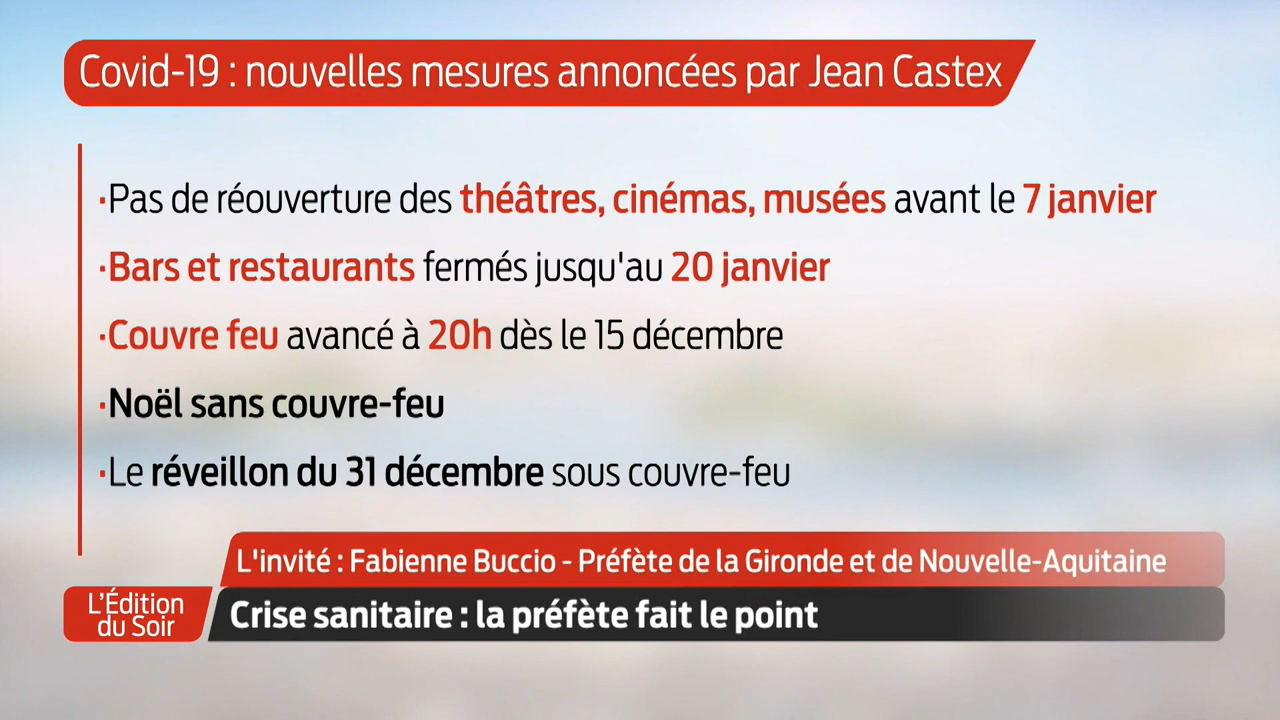 Covid-19 : nouvelles mesures annoncées par Jean Castex
·Pas de réouverture des théâtres, cinémas, musées avant le 7 janvier
·Bars et restaurants fermés jusqu'au 20 janvier
·Couvre feu avancé à 20h dès le 15 décembre
·Noël sans couvre-feu
·Le réveillon du 31 décembre sous couvre-feu
L'invité : Fabienne Buccio - Préfète de la Gironde et de Nouvelle-Aquitaine
L'Édition
du Soir
Crise sanitaire : la préfète fait le point